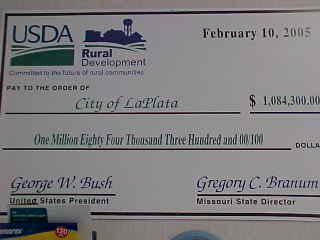 USDA
Rural
Development
Committed to the future of rural communities
February 10, 2005
PAY TO THE ORDER OF
City of LaPlata
$ 1,084,300.00
One Million Eighty Four Thousand Three Hundred and 00/100
DOLLA
George W. Bush
Gregory C. Branum
United States President
Missouri State Director
130